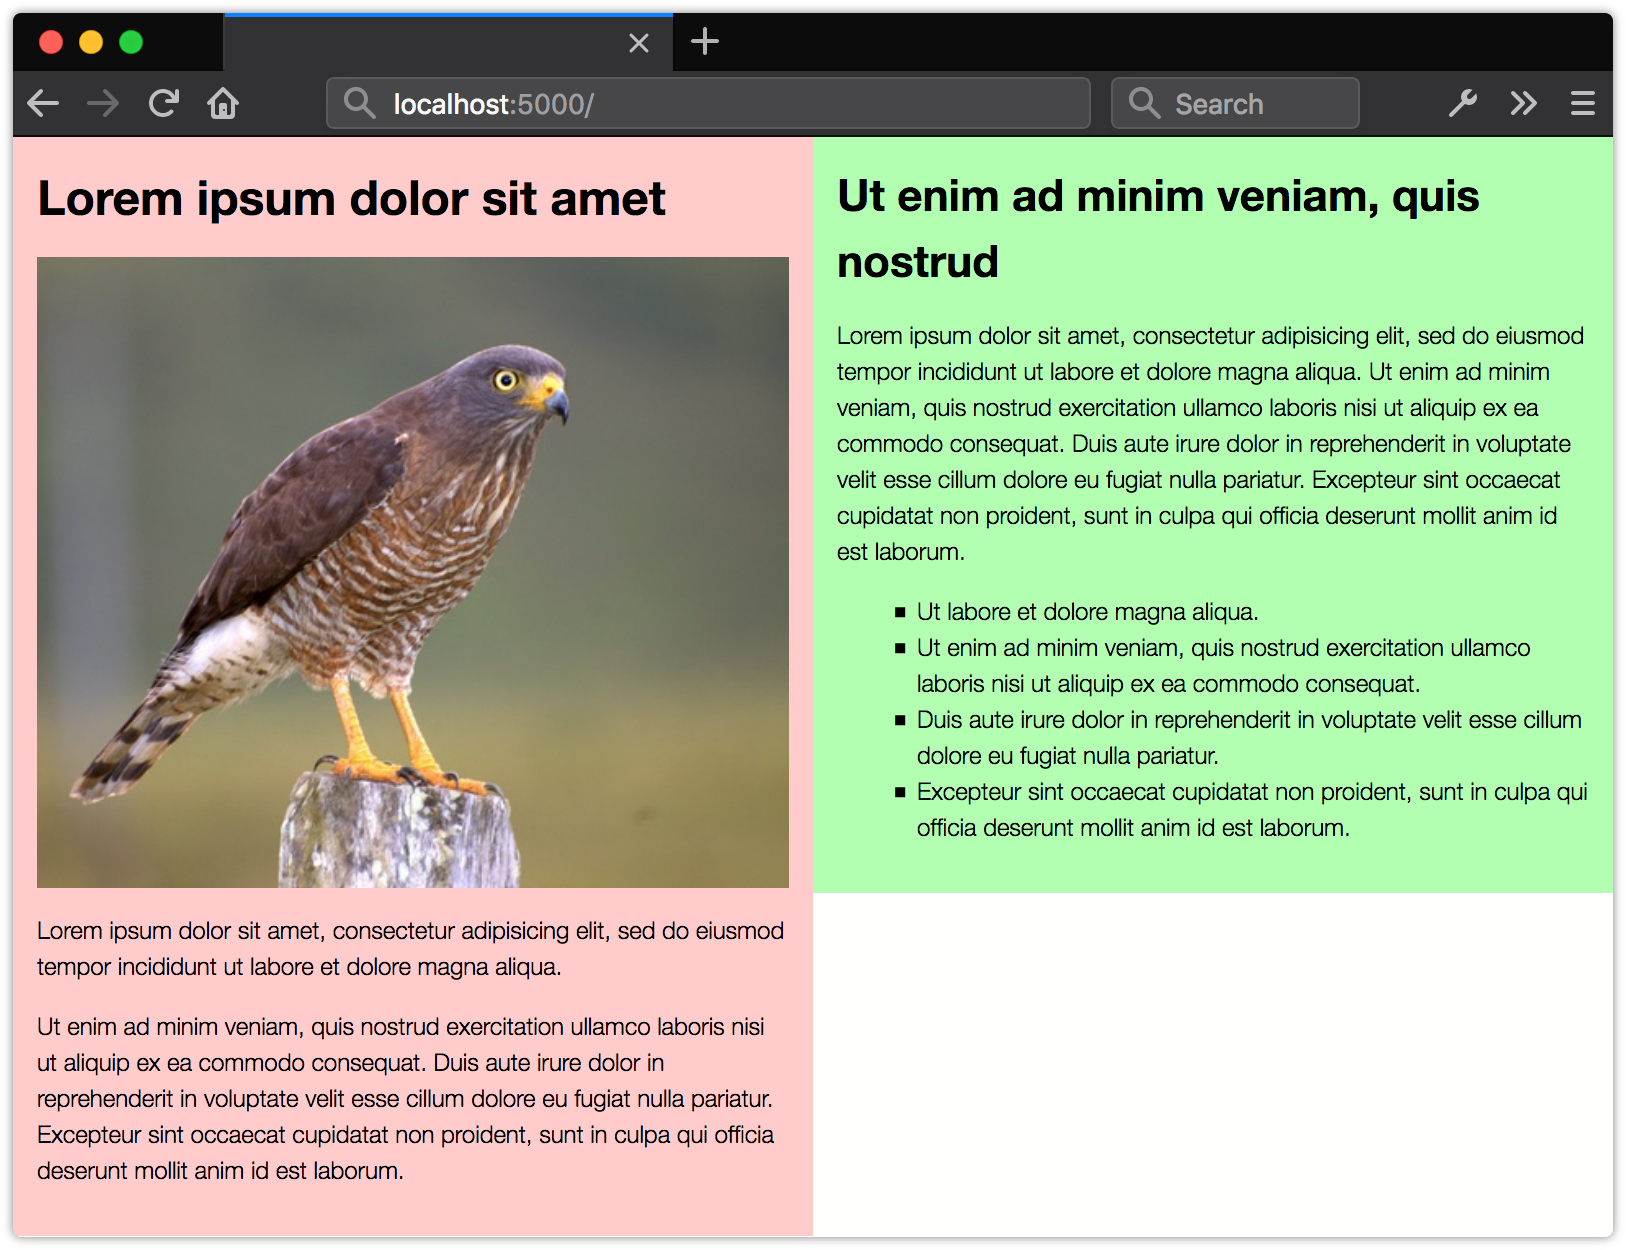 localhost:5000/
Search
Lorem ipsum dolor sit amet
Lorem ipsum dolor sit amet, consectetur adipisicing elit, sed do eiusmod
tempor incididunt ut labore et dolore magna aliqua.
Ut enim ad minim veniam, quis nostrud exercitation ullamco laboris nisi
ut aliquip ex ea commodo consequat. Duis aute irure dolor in
reprehenderit in voluptate velit esse cillum dolore eu fugiat nulla pariatur.
Excepteur sint occaecat cupidatat non proident, sunt in culpa qui officia
deserunt mollit anim id est laborum.
Ut enim ad minim veniam, quis
nostrud
Lorem ipsum dolor sit amet, consectetur adipisicing elit, sed do eiusmod
tempor incididunt ut labore et dolore magna aliqua. Ut enim ad minim
veniam, quis nostrud exercitation ullamco laboris nisi ut aliquip ex ea
commodo consequat. Duis aute irure dolor in reprehenderit in voluptate
velit esse cillum dolore eu fugiat nulla pariatur. Excepteur sint occaecat
cupidatat non proident, sunt in culpa qui officia deserunt mollit anim id
est laborum.
Ut labore et dolore magna aliqua.
Ut enim ad minim veniam, quis nostrud exercitation ullamco
laboris nisi ut aliquip ex ea commodo consequat.
Duis aute irure dolor in reprehenderit in voluptate velit esse cillum
dolore eu fugiat nulla pariatur.
Excepteur sint occaecat cupidatat non proident, sunt in culpa qui
officia deserunt mollit anim id est laborum.